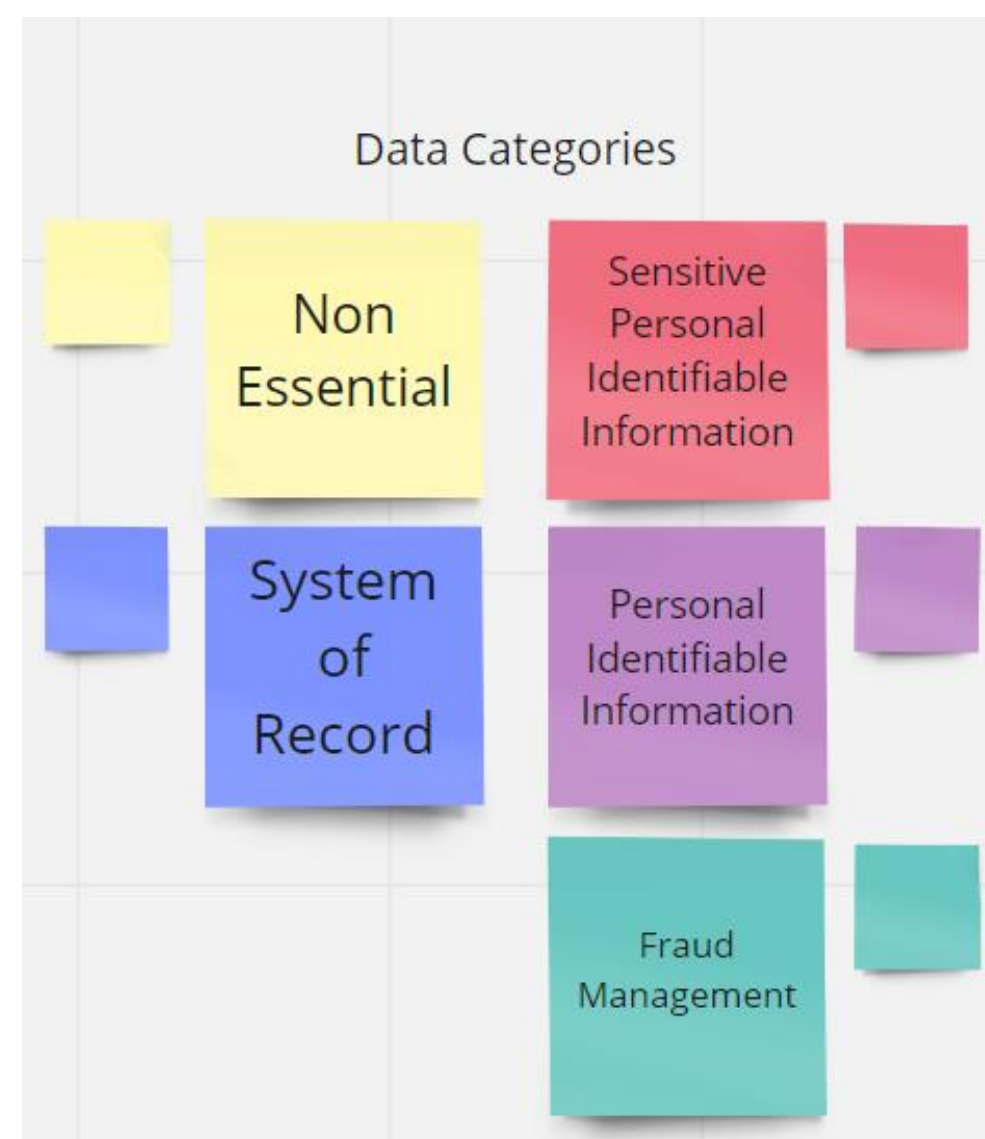 Data Categories
Non
Essential
Sensitive
Personal
Identifiable
Information
System
of
Record
Personal
Identifiable
Information
Fraud
Management